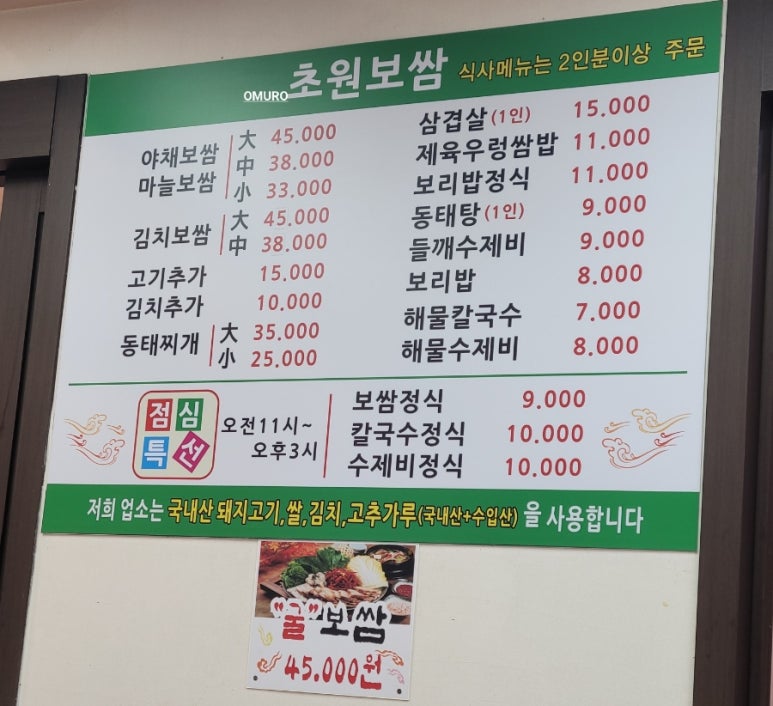 OMURO
초원보쌈 식사메뉴는 2인분이상 주문
야채보쌈
마늘보쌈
大 45.000
中 38.000
小 33.000
김치보쌈
大 45.000
中 38.000
고기추가 15.000
김치추가 10.000
동태찌개
大 35.000
小 25.000
삼겹살(1인) 15.000
제육우렁쌈밥 11.000
보리밥정식 11.000
동태탕(1인) 9.000
들깨수제비 9.000
보리밥 8.000
해물칼국수 7.000
해물수제비 8.000
점심
특선
오전11시~
오후3시
보쌈정식 9.000
칼국수정식 10.000
수제비정식 10.000
저희 업소는 국내산 돼지고기,쌀,김치,고추가루(국내산+수입산) 을 사용합니다
"굴"보쌈
45.000원